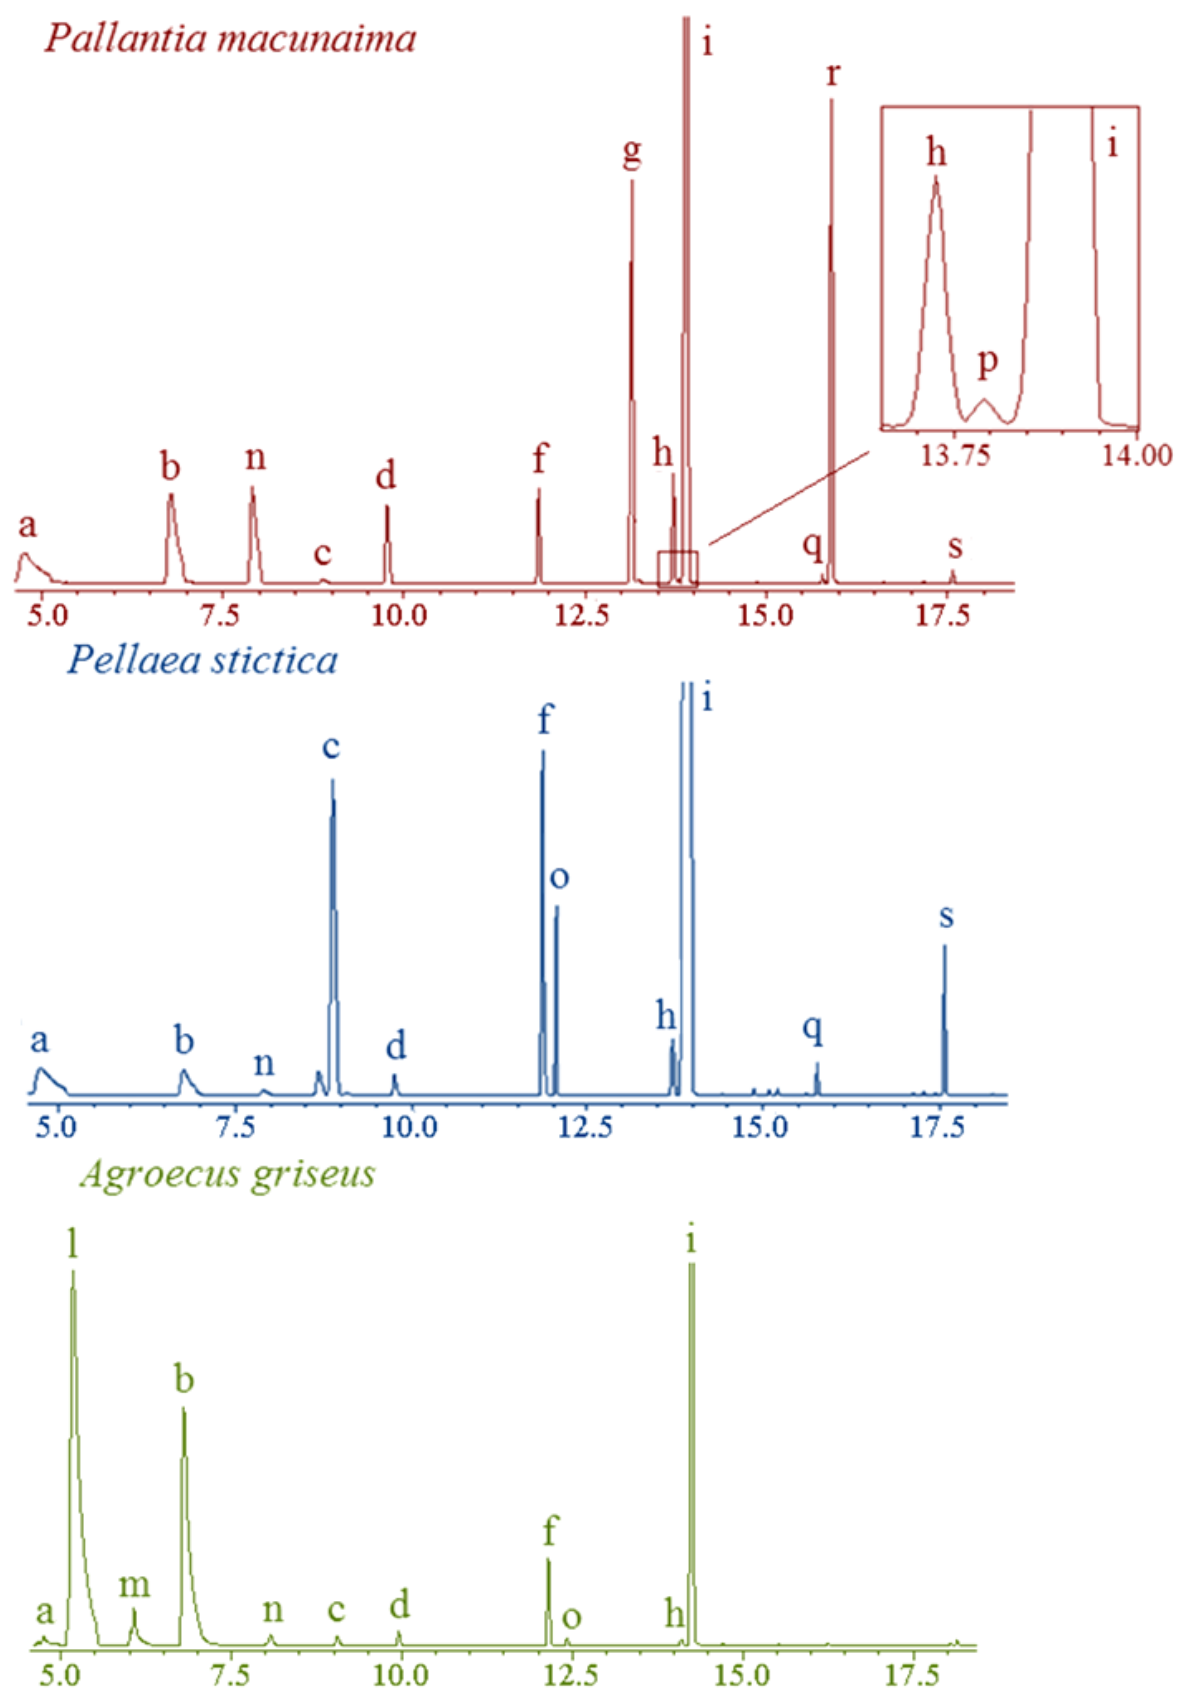 Pallantia macunaima
i
r
g
h
i
p
13.75 14.00
a
b
n
c
d
f
h
q
s
5.0 7.5 10.0 12.5 15.0 17.5
Pellaea stictica
i
f
c
o
s
a
b
n
d
h
q
5.0 7.5 10.0 12.5 15.0 17.5
Agroecus griseus
l
i
b
f
a
m
n
c
d
o
h
5.0 7.5 10.0 12.5 15.0 17.5